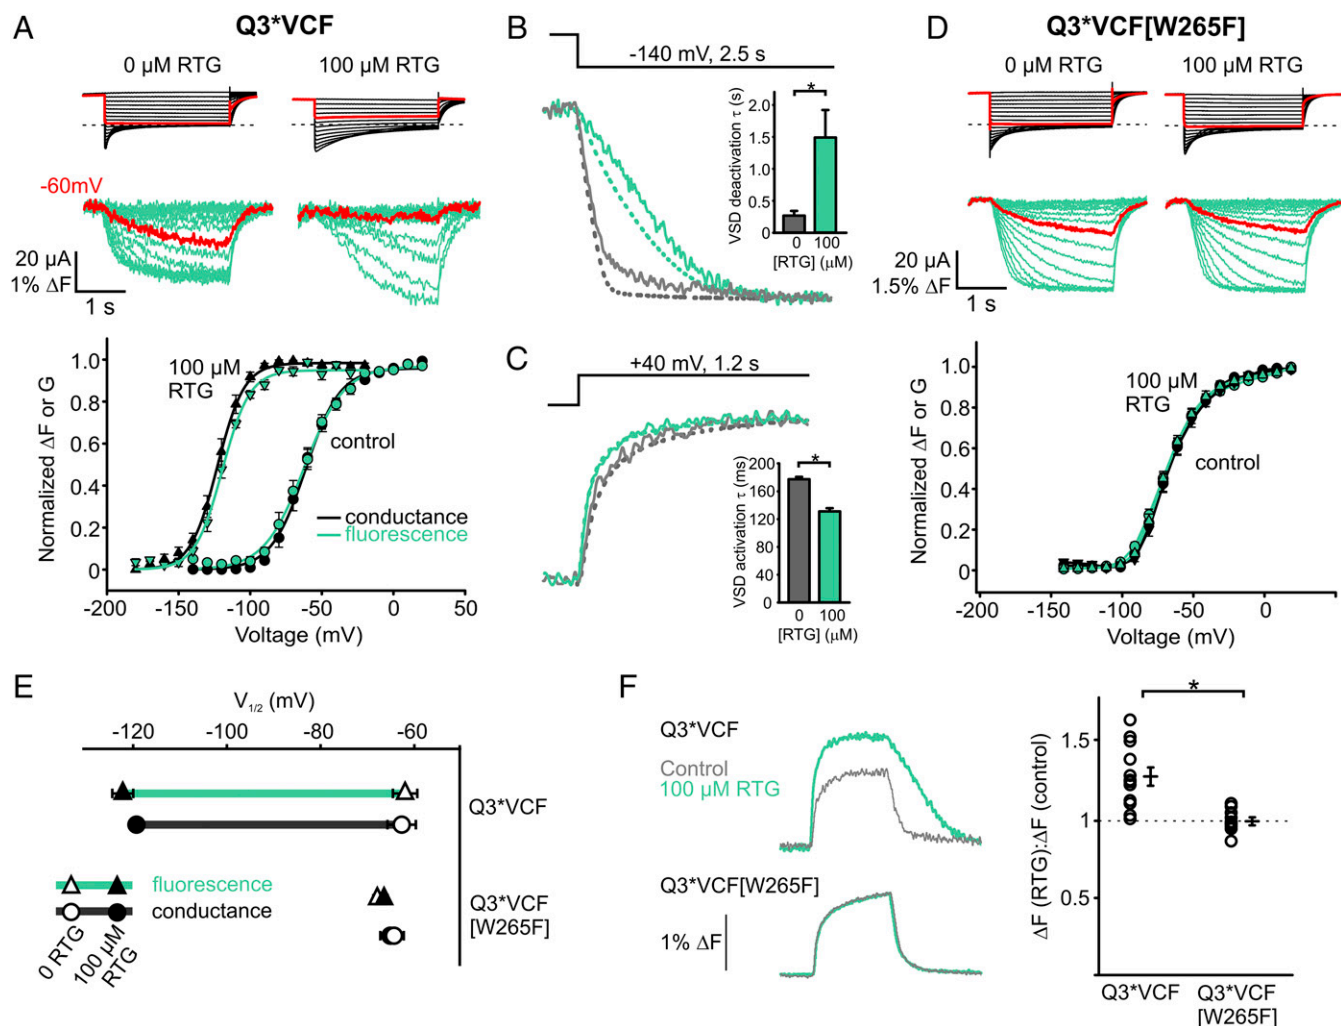 A
Q3*VCF
0 µM RTG
100 µM RTG
-60mV
20 µA
1% ΔF
1 s
Normalized ΔF or G
1.0
0.8
0.6
0.4
0.2
0
100 µM
RTG
control
conductance
fluorescence
-200
-150
-100
-50
0
50
Voltage (mV)
B
-140 mV, 2.5 s
VSD deactivation τ (s)
2.0
1.5
1.0
0.5
0
*
0
100
[RTG] (µM)
C
+40 mV, 1.2 s
VSD activation τ (ms)
180
160
120
80
40
0
*
0
100
[RTG] (µM)
D
Q3*VCF[W265F]
0 µM RTG
100 µM RTG
20 µA
1.5% ΔF
1 s
Normalized ΔF or G
1.0
0.8
0.6
0.4
0.2
0
100 µM
RTG
control
-150
-100
-50
0
Voltage (mV)
E
V1/2 (mV)
-120
-100
-80
-60
Q3*VCF
fluorescence
conductance
Q3*VCF
[W265F]
0 RTG
100 µM
RTG
F
Q3*VCF
Control
100 µM RTG
Q3*VCF[W265F]
1% ΔF
ΔF (RTG):ΔF (control)
1.5
1
0.5
*
Q3*VCF
Q3*VCF
[W265F]